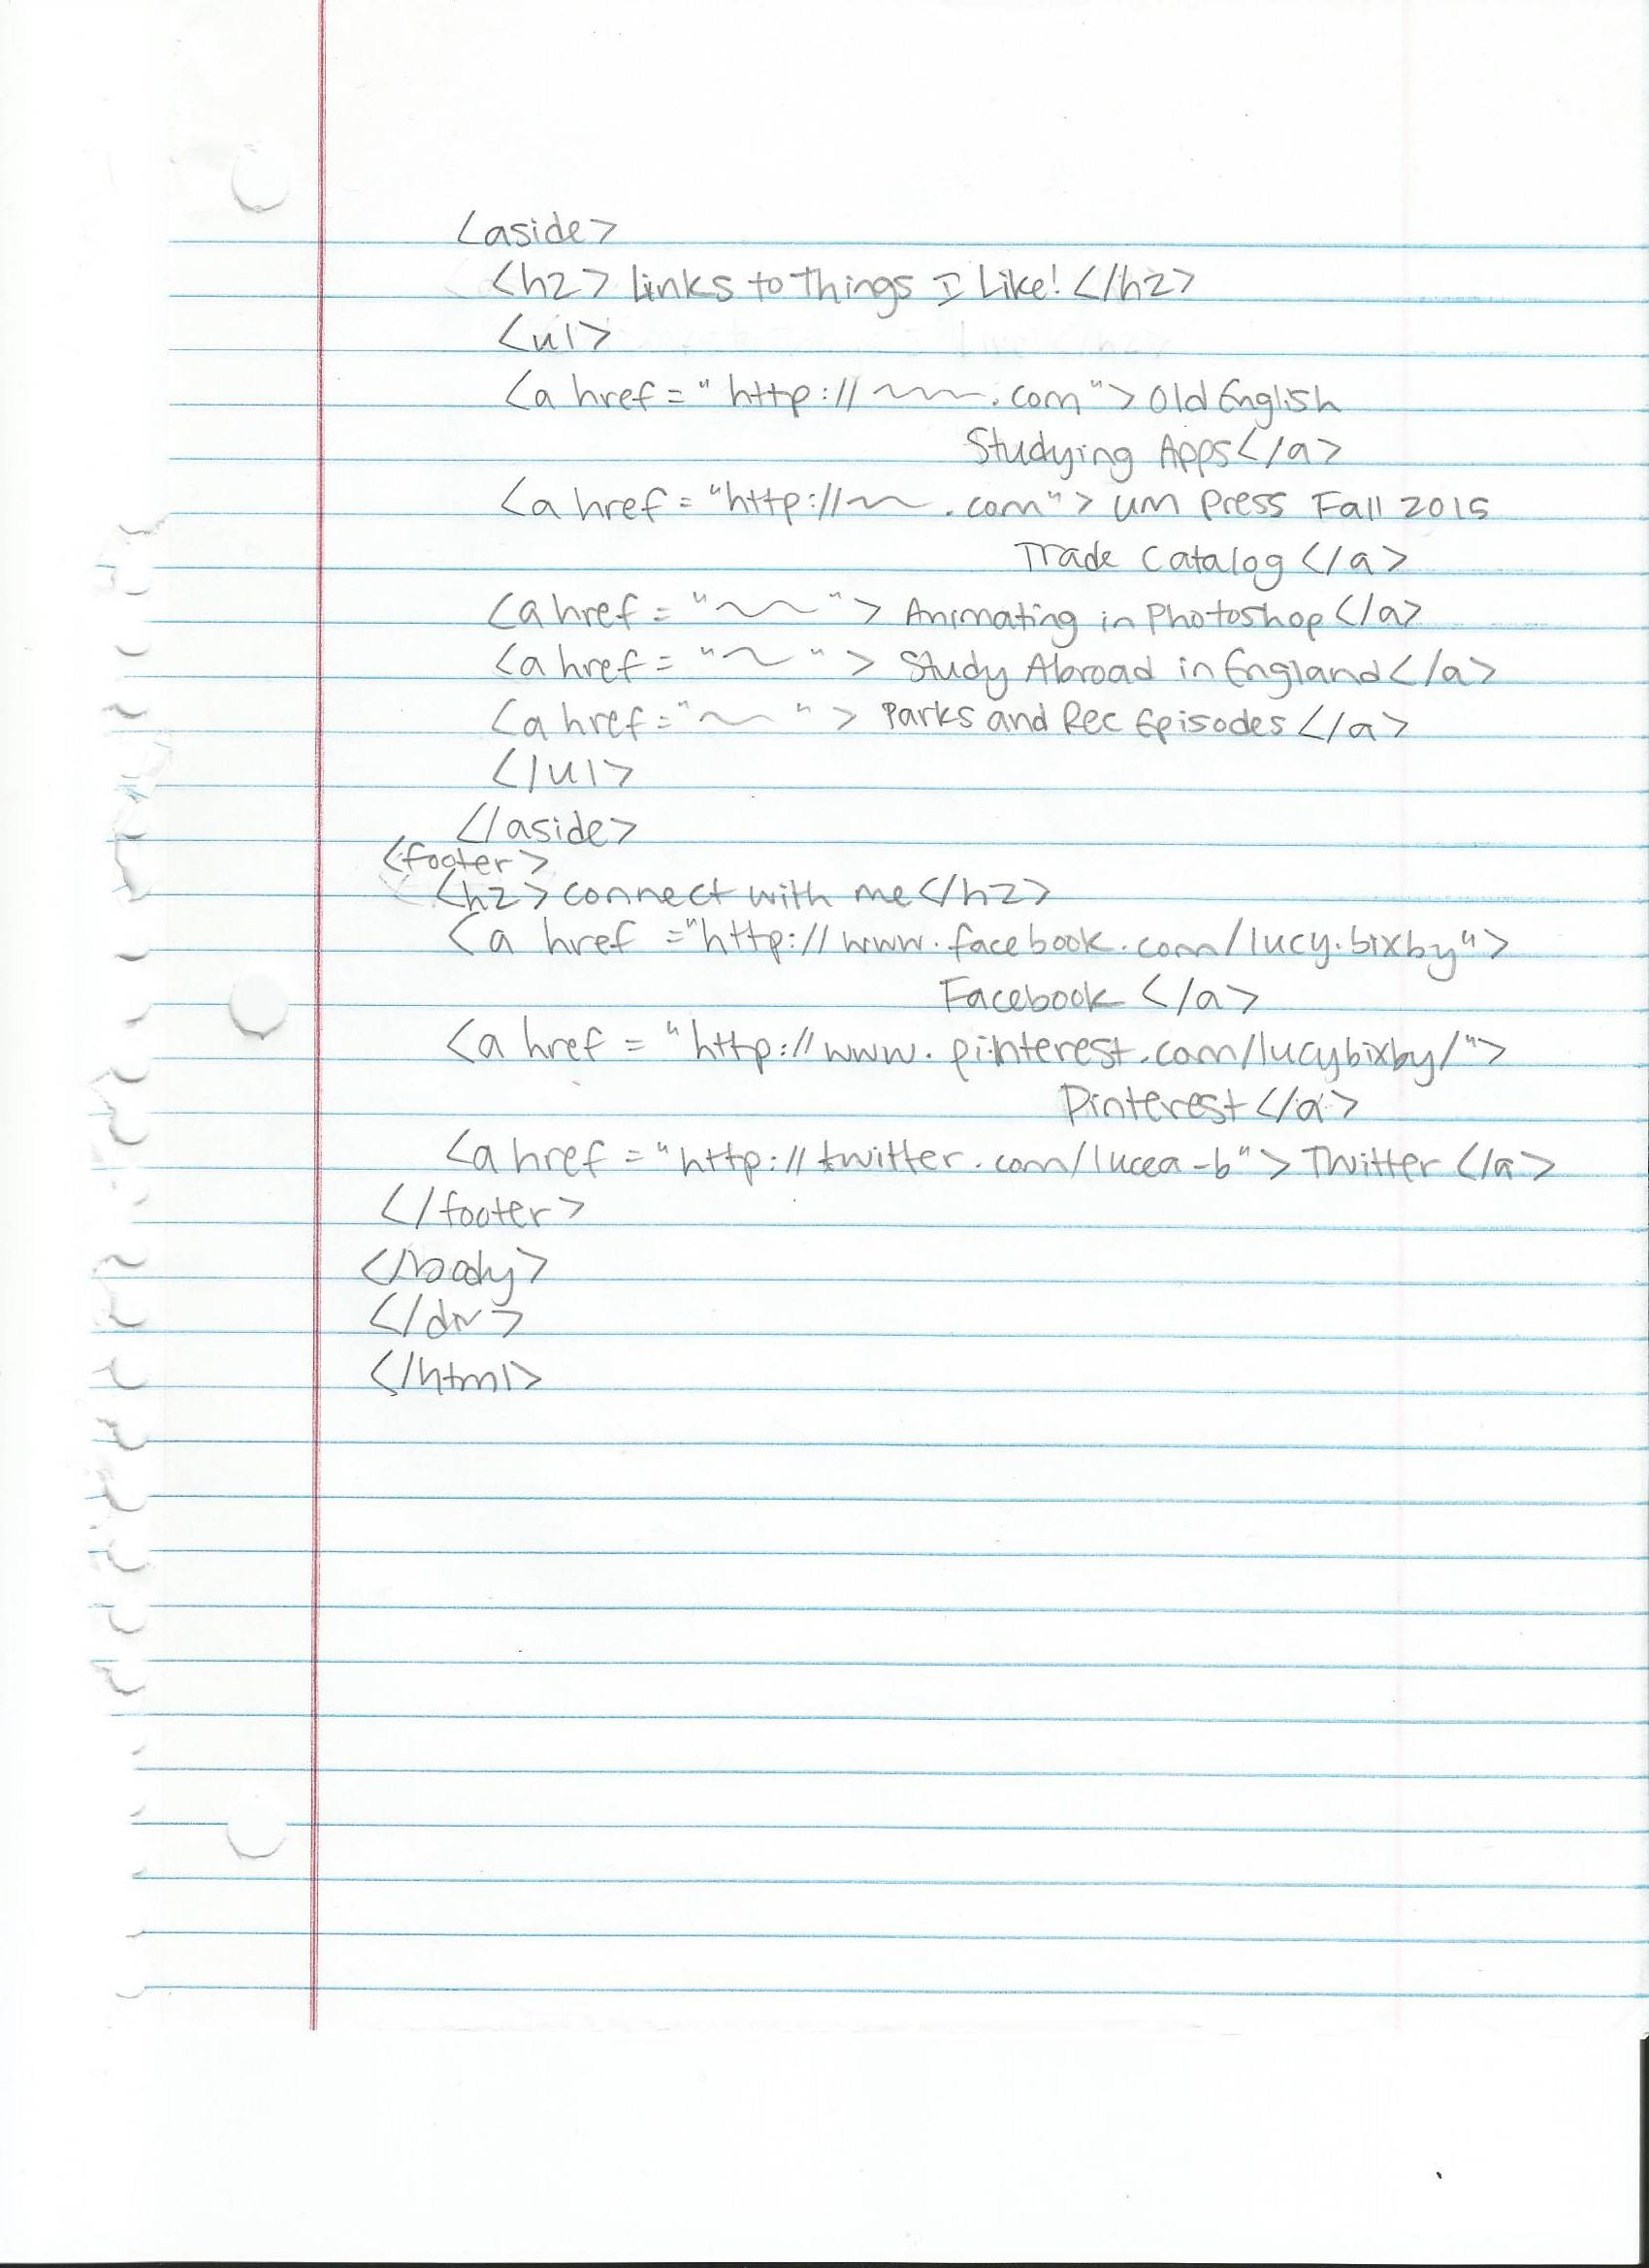 <aside>
<h2> Links to Things I Like! </h2>
<ul>
<a href = "http://~~~.com"> Old English
Studying Apps</a>
<a href = "http://~~.com"> UM Press Fall 2015
Trade Catalog </a>
<a href = "~~"> Animating in Photoshop </a>
<a href = "~"> Study Abroad in England </a>
<a href = "~~"> Parks and Rec Episodes </a>
</ul>
</aside>
<footer>
<h2> connect with me </h2>
<a href ="http://www.facebook.com/lucy.bixby">
Facebook </a>
<a href = "http://www.pinterest.com/lucybixby/">
Pinterest </a>
<a href = "http://twitter.com/lucea-b"> Twitter </a>
</footer>
</body>
</div>
</html>